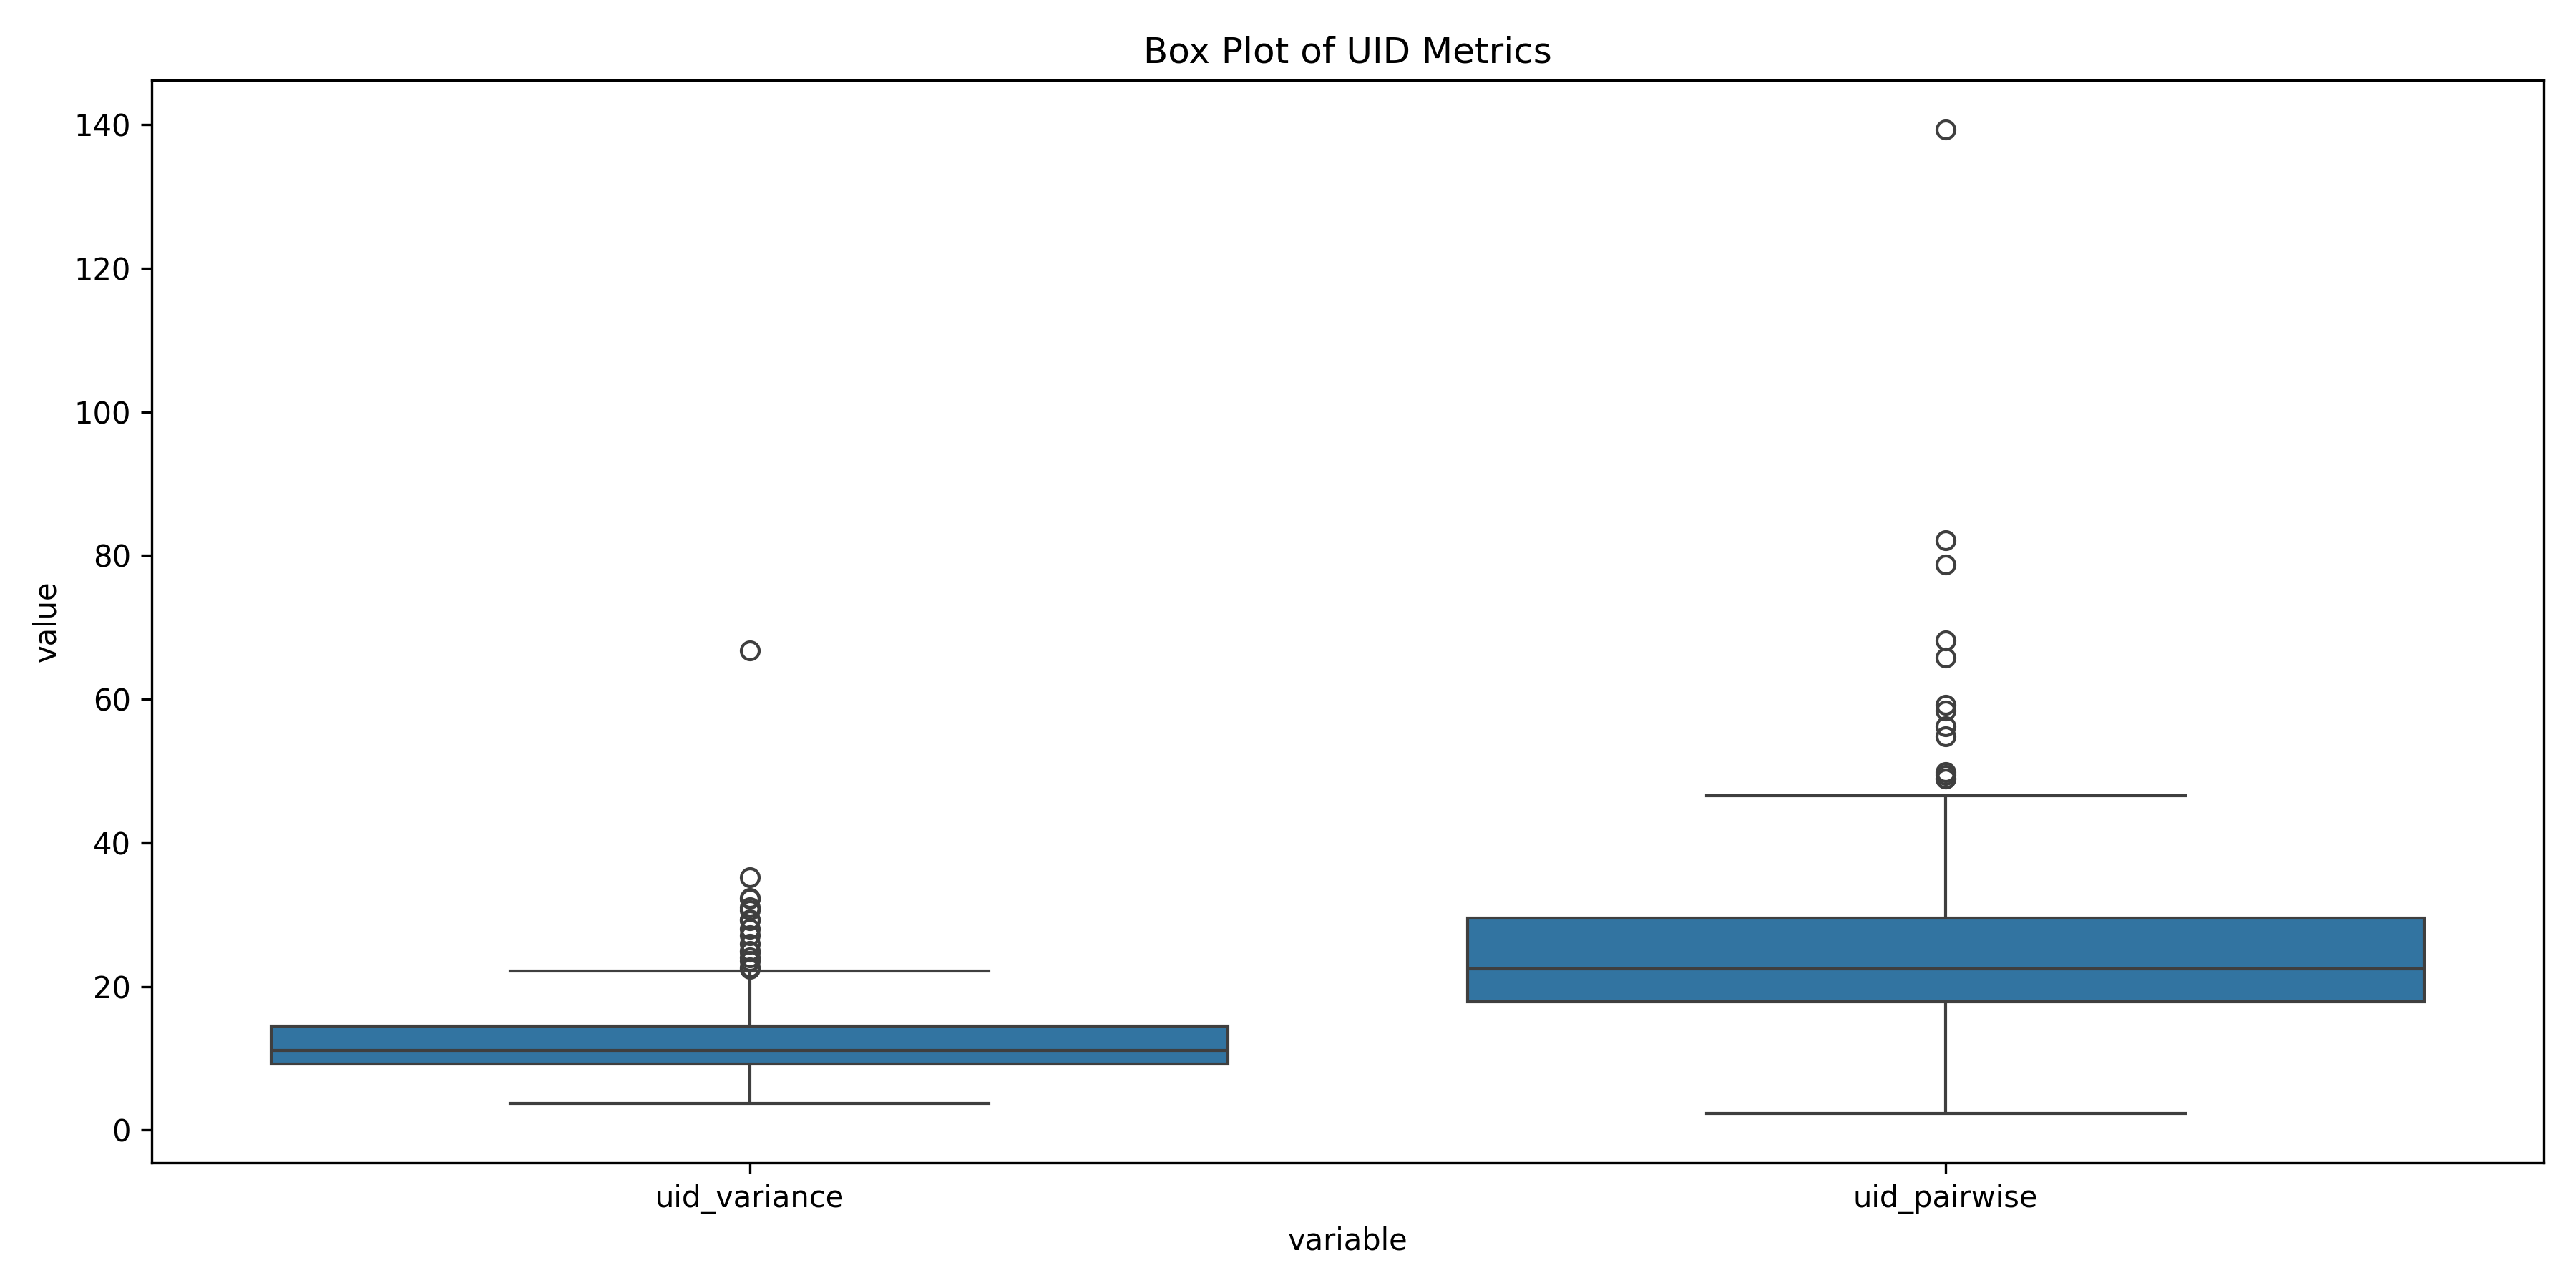 Box Plot of UID Metrics
140
120
100
80
60
40
20
0
value
uid_variance
uid_pairwise
variable